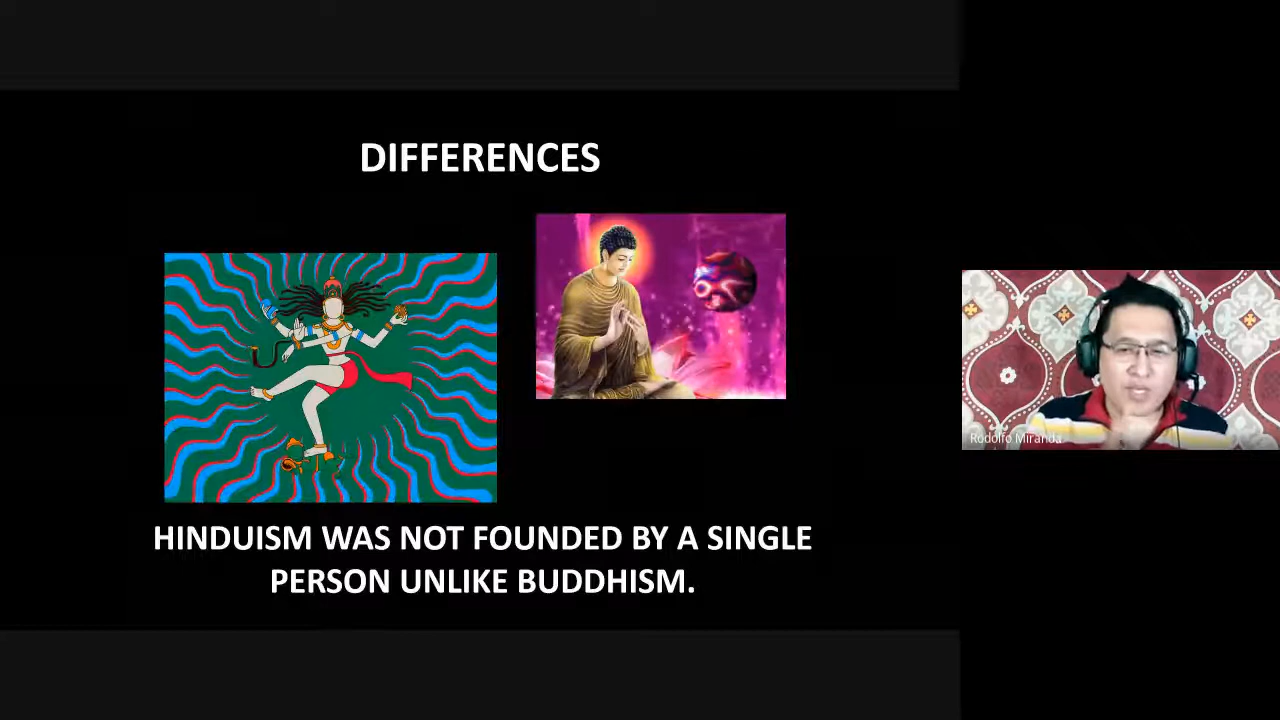 DIFFERENCES
HINDUISM WAS NOT FOUNDED BY A SINGLE
PERSON UNLIKE BUDDHISM.
Rodolfo Miranda